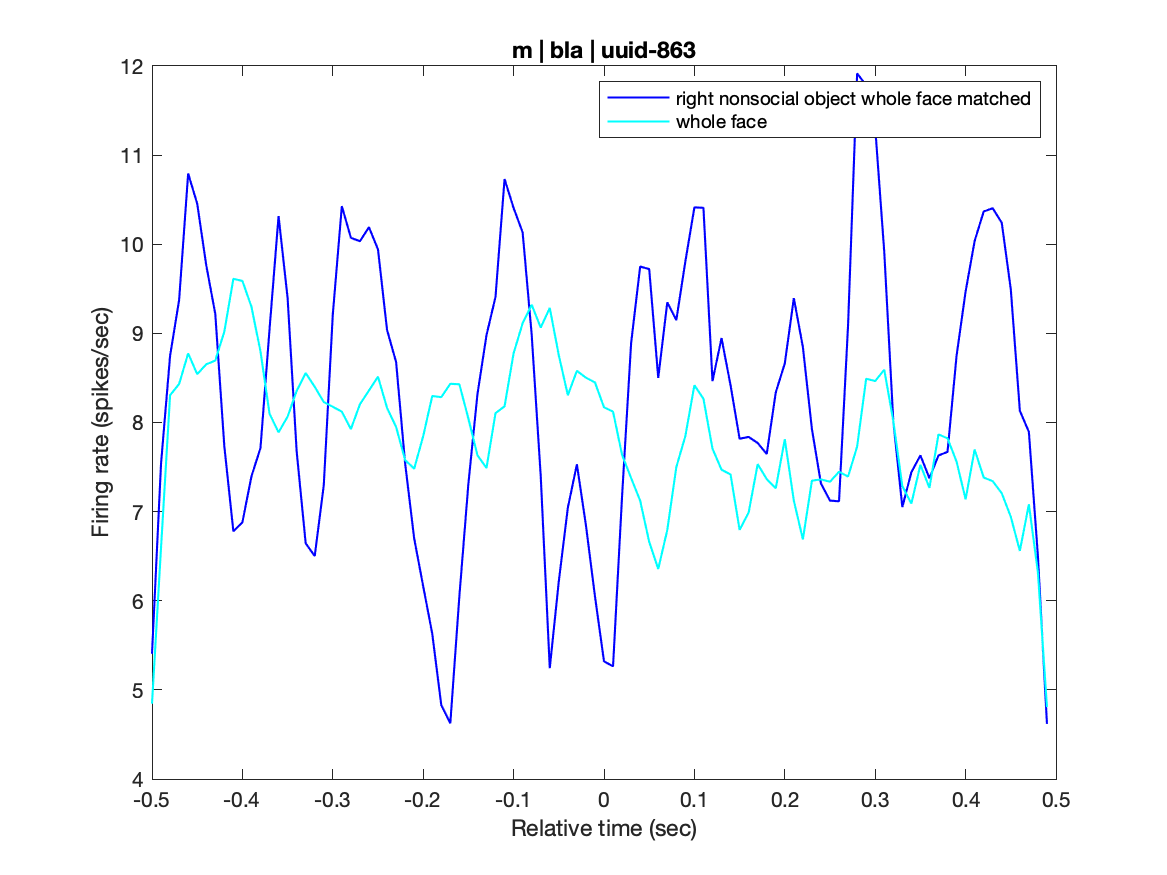 m | bla | uuid-863
right nonsocial object whole face matched
whole face
Firing rate (spikes/sec)
12
11
10
9
8
7
6
5
4
-0.5 -0.4 -0.3 -0.2 -0.1 0 0.1 0.2 0.3 0.4 0.5
Relative time (sec)